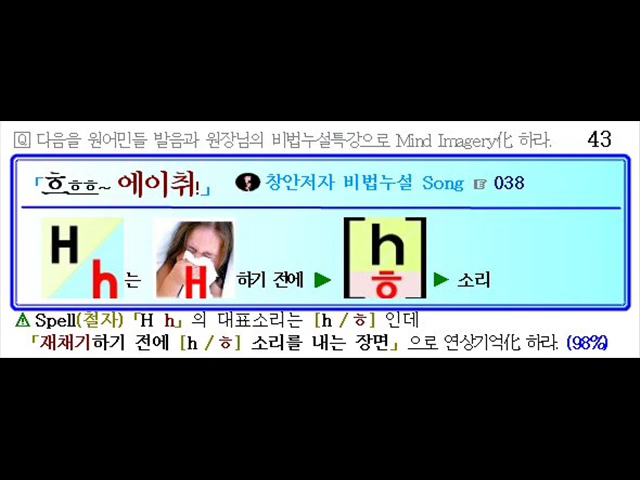 Q 다음을 원어민들 발음과 원장님의 비법누설특강으로 Mind Imagery化 하라. 43
「흐흐흐~ 에이취!」 창안저자 비법누설 Song ☞ 038
H h 는 H 하기 전에 ▶ [h ㅎ] ▶ 소리
⚠ Spell(철자)「H h」의 대표소리는 [h /ㅎ] 인데
「재채기하기 전에 [h /ㅎ] 소리를 내는 장면」으로 연상기억化 하라. (98%)